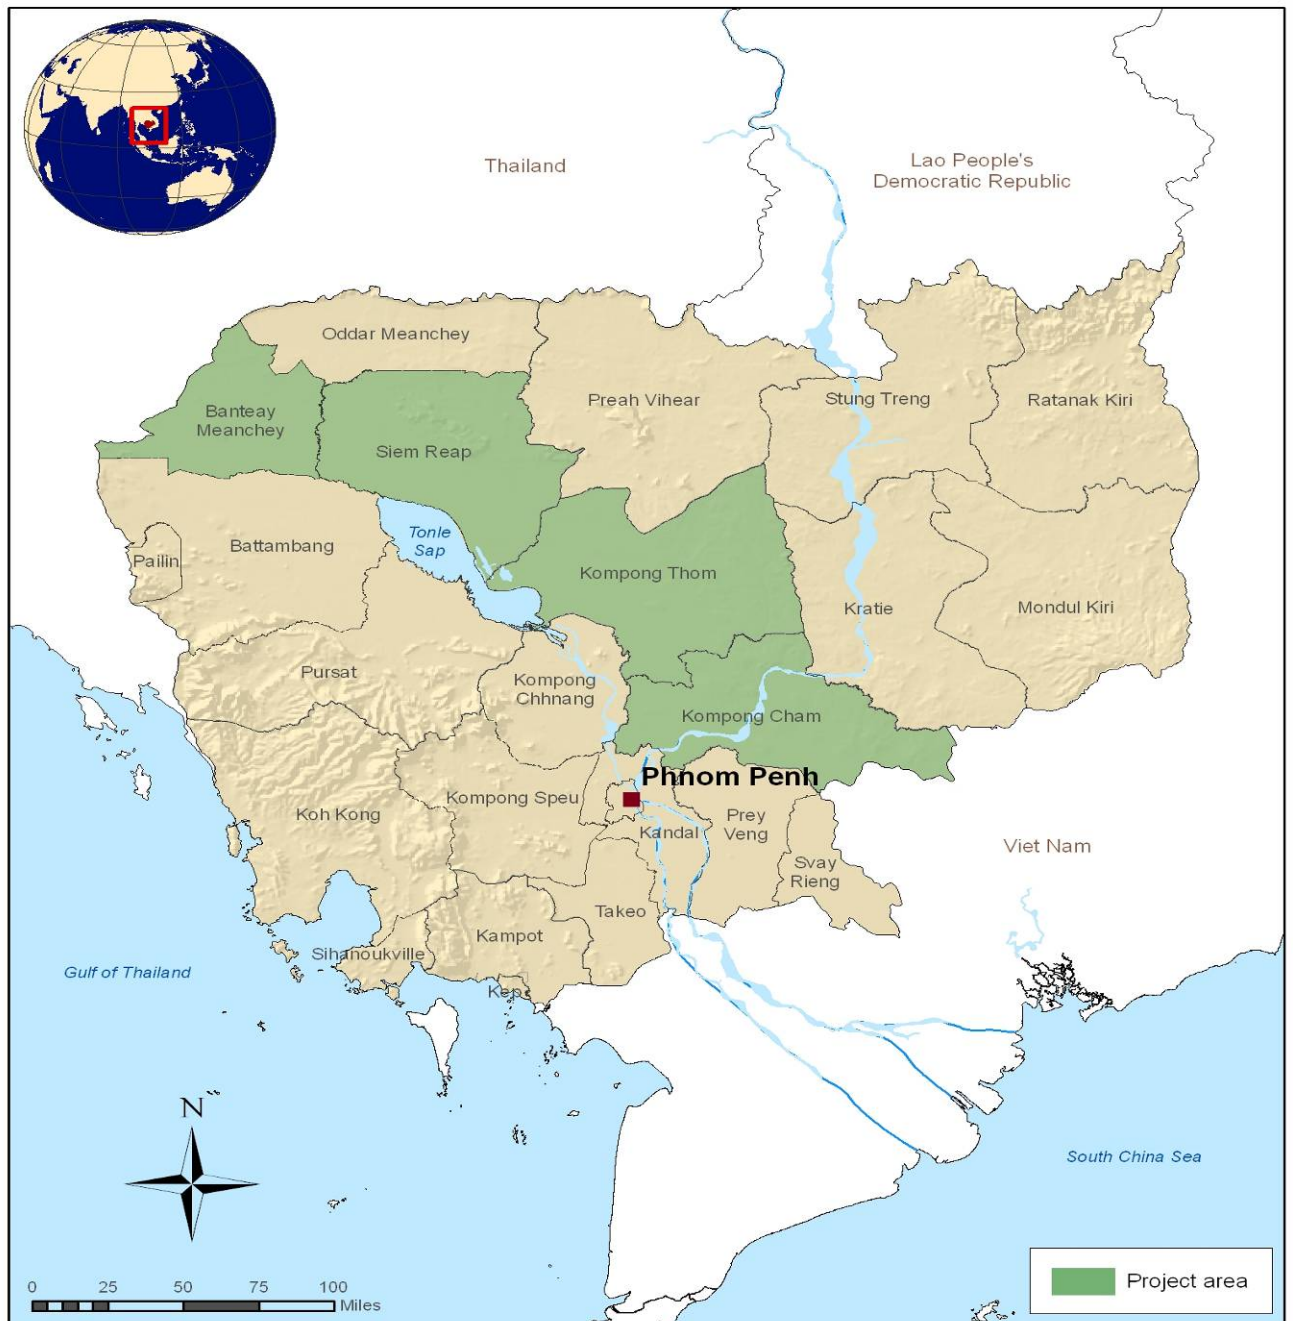 Thailand
Lao People's
Democratic Republic
Oddar Meanchey
Preah Vihear
Stung Treng
Ratanak Kiri
Banteay
Meanchey
Siem Reap
Tonle
Sap
Battambang
Pailin
Kompong Thom
Kratie
Mondul Kiri
Pursat
Kompong
Chhnang
Kompong Cham
Phnom Penh
Kompong Speu
Koh Kong
Kandal
Prey
Veng
Svay
Rieng
Viet Nam
Takeo
Kampot
Sihanoukville
Kep
Gulf of Thailand
South China Sea
N
0 25 50 75 100
Miles
Project area